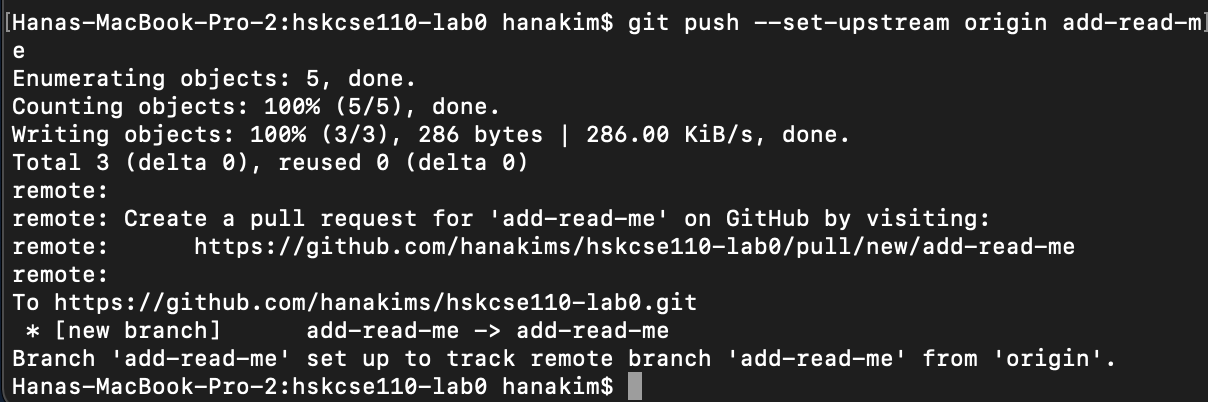 [Hanas-MacBook-Pro-2:hskcse110-lab0 hanakim$ git push --set-upstream origin add-read-m]
e
Enumerating objects: 5, done.
Counting objects: 100% (5/5), done.
Writing objects: 100% (3/3), 286 bytes | 286.00 KiB/s, done.
Total 3 (delta 0), reused 0 (delta 0)
remote:
remote: Create a pull request for 'add-read-me' on GitHub by visiting:
remote:      https://github.com/hanakims/hskcse110-lab0/pull/new/add-read-me
remote:
To https://github.com/hanakims/hskcse110-lab0.git
 * [new branch]      add-read-me -> add-read-me
Branch 'add-read-me' set up to track remote branch 'add-read-me' from 'origin'.
Hanas-MacBook-Pro-2:hskcse110-lab0 hanakim$